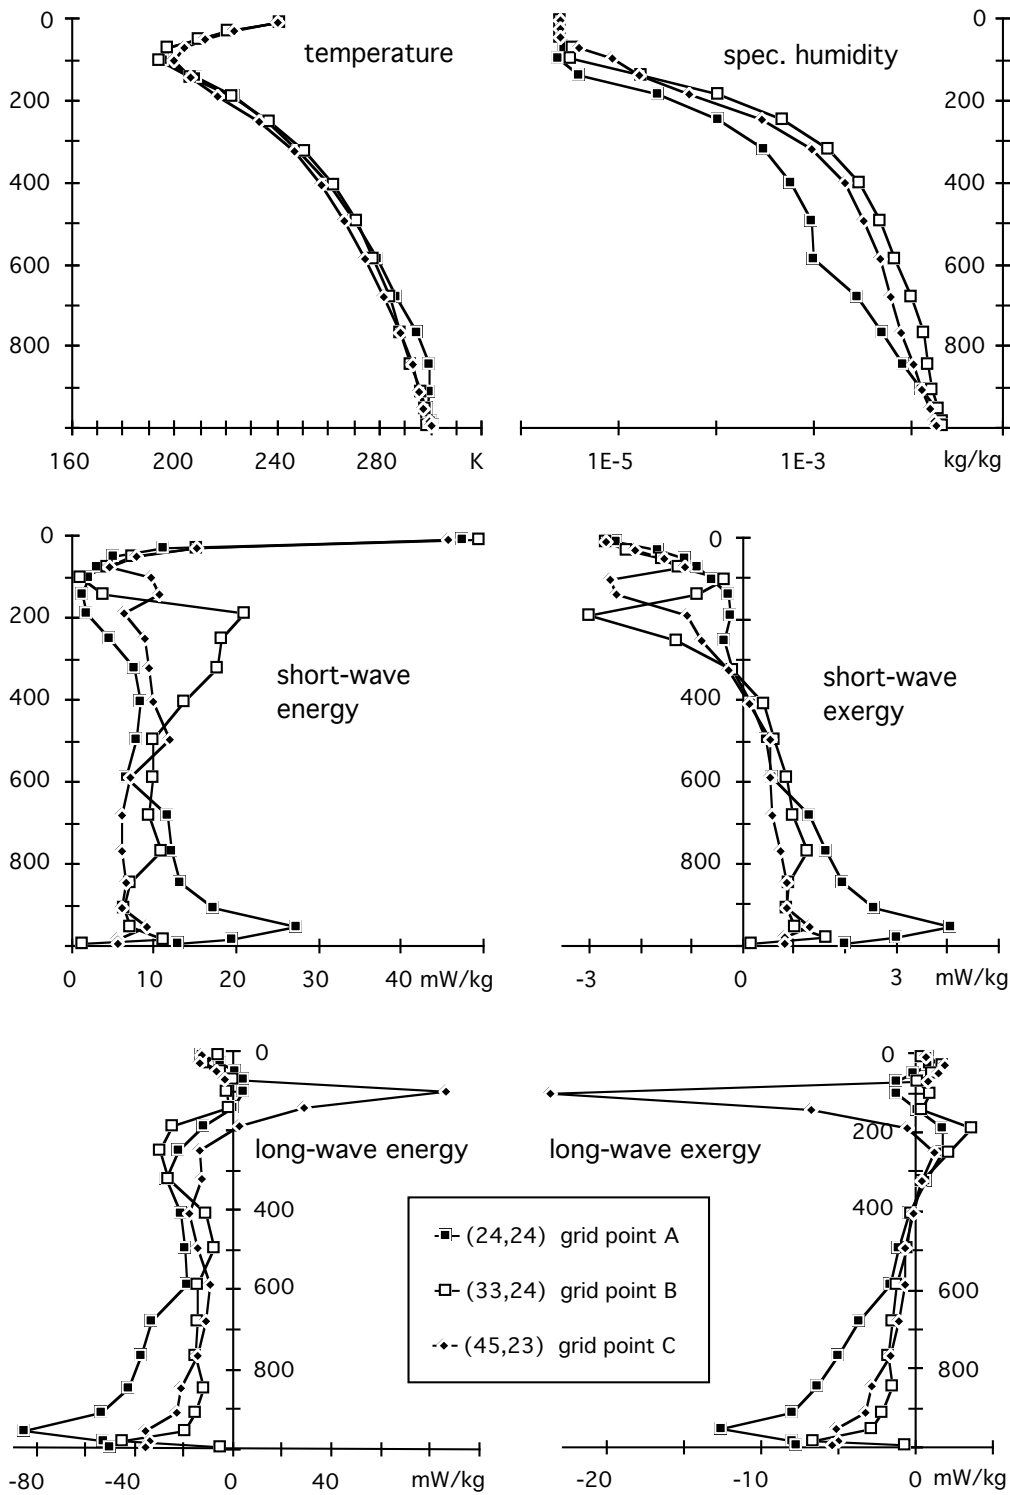 0
0
temperature
spec. humidity
200
200
400
400
600
600
800
800
160 200 240 280 K
1E-5 1E-3 kg/kg
0
0
200
short-wave
energy
short-wave
exergy
400
400
600
600
800
800
0 10 20 30 40 mW/kg
-3 0 3 mW/kg
0
0
200
long-wave energy
long-wave exergy
400
400
(24,24) grid point A
(33,24) grid point B
(45,23) grid point C
600
600
800
800
-80 -40 0 40 mW/kg
-20 -10 0 mW/kg